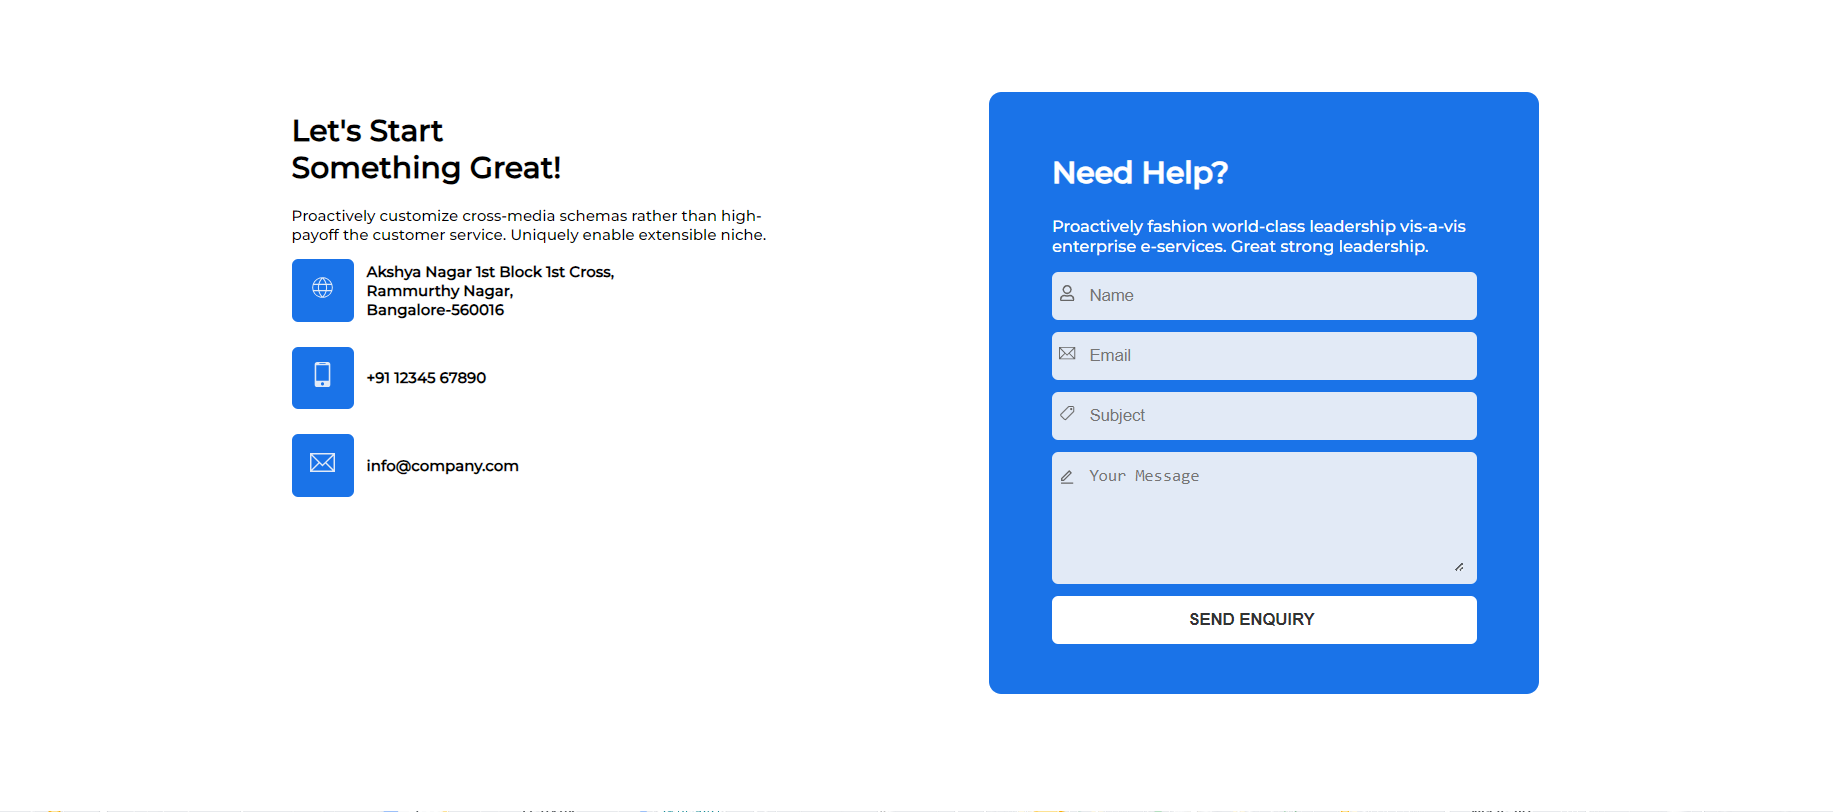 Let's Start
Something Great!
Proactively customize cross-media schemas rather than high-
payoff the customer service. Uniquely enable extensible niche.
Akshya Nagar 1st Block 1st Cross,
Rammurthy Nagar,
Bangalore-560016
+91 12345 67890
info@company.com
Need Help?
Proactively fashion world-class leadership vis-a-vis
enterprise e-services. Great strong leadership.
Name
Email
Subject
Your Message
SEND ENQUIRY